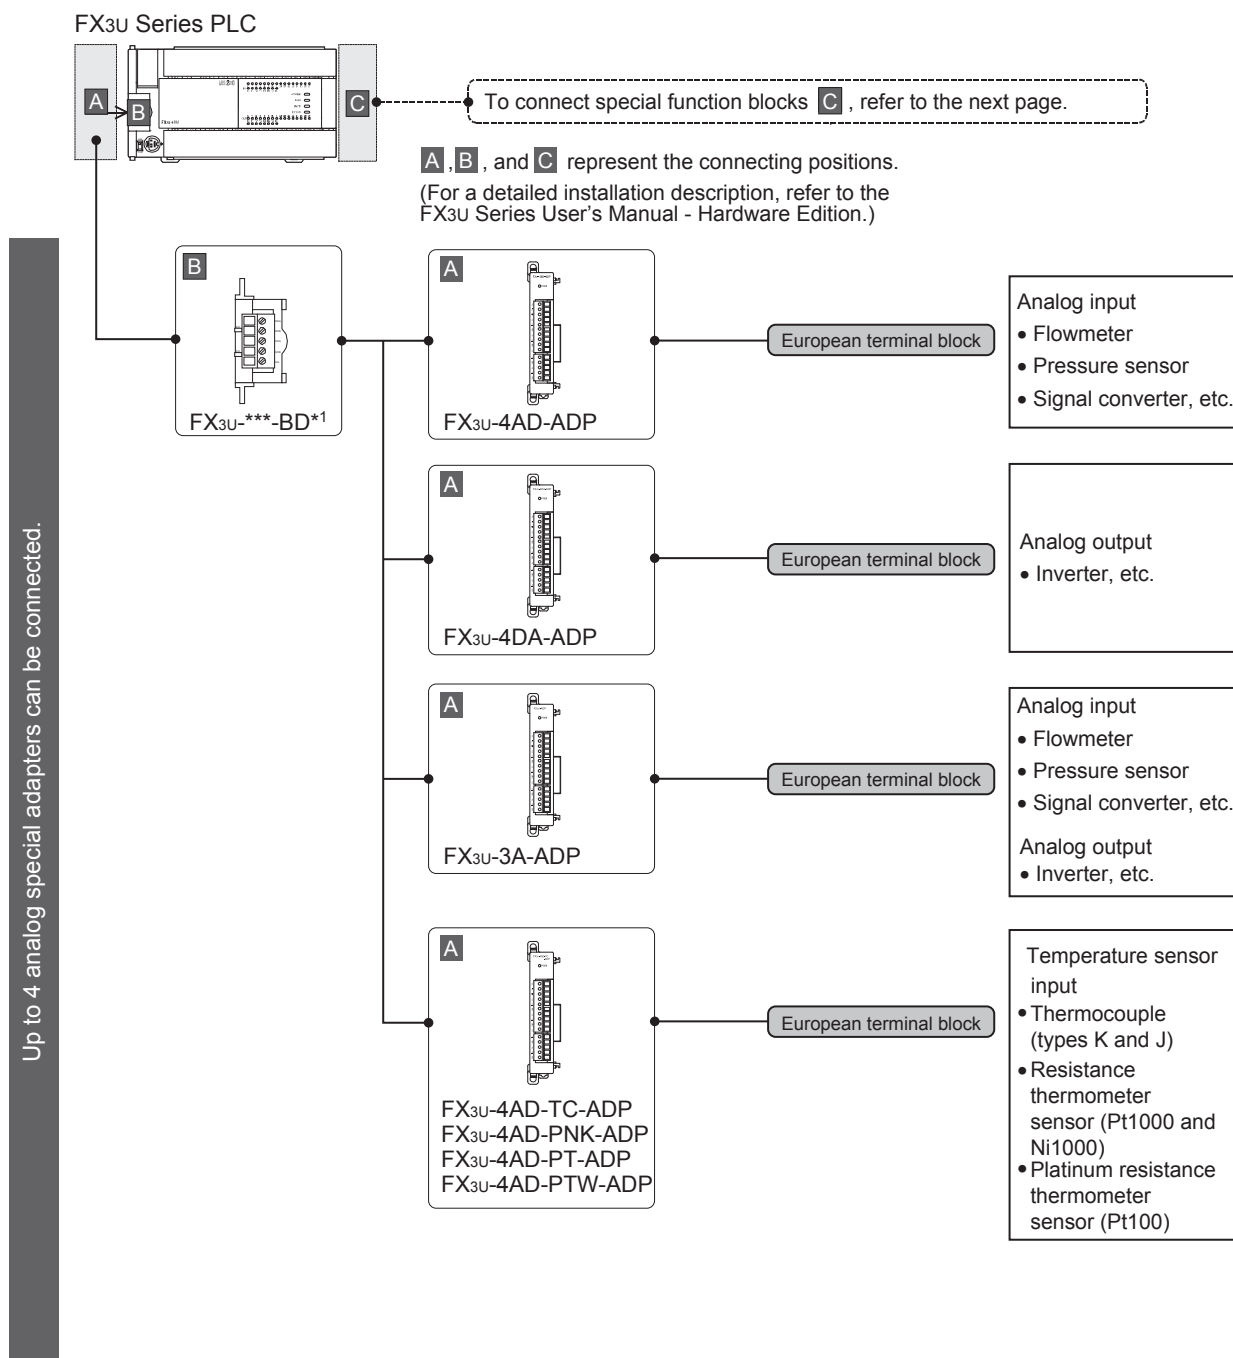 FX3U Series PLC
A
B
C
To connect special function blocks C , refer to the next page.
A , B , and C represent the connecting positions.
(For a detailed installation description, refer to the
FX3U Series User's Manual - Hardware Edition.)
Up to 4 analog special adapters can be connected.
B
FX3U-***-BD*1
A
FX3U-4AD-ADP
European terminal block
Analog input
• Flowmeter
• Pressure sensor
• Signal converter, etc.
A
FX3U-4DA-ADP
European terminal block
Analog output
• Inverter, etc.
A
FX3U-3A-ADP
European terminal block
Analog input
• Flowmeter
• Pressure sensor
• Signal converter, etc.
Analog output
• Inverter, etc.
A
FX3U-4AD-TC-ADP
FX3U-4AD-PNK-ADP
FX3U-4AD-PT-ADP
FX3U-4AD-PTW-ADP
European terminal block
Temperature sensor
input
• Thermocouple
(types K and J)
• Resistance
thermometer
sensor (Pt1000 and
Ni1000)
• Platinum resistance
thermometer
sensor (Pt100)